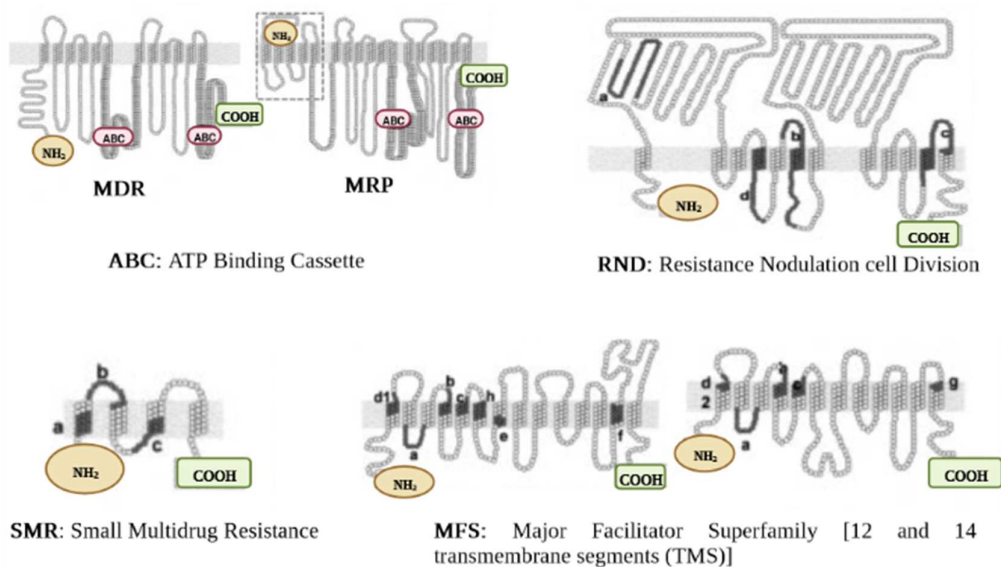 NH₂
NH₂
ABC
ABC
COOH
MDR
ABC
ABC
COOH
MRP
ABC: ATP Binding Cassette
a
b
c
d
NH₂
COOH
RND: Resistance Nodulation cell Division
b
a
c
NH₂
COOH
SMR: Small Multidrug Resistance
d1
b
c
h
a
e
f
NH₂
COOH
d
2
c
g
a
NH₂
COOH
MFS: Major Facilitator Superfamily [12 and 14
transmembrane segments (TMS)]